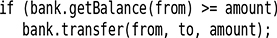 if (bank.getBalance(from) >= amount)
    bank.transfer(from, to, amount);